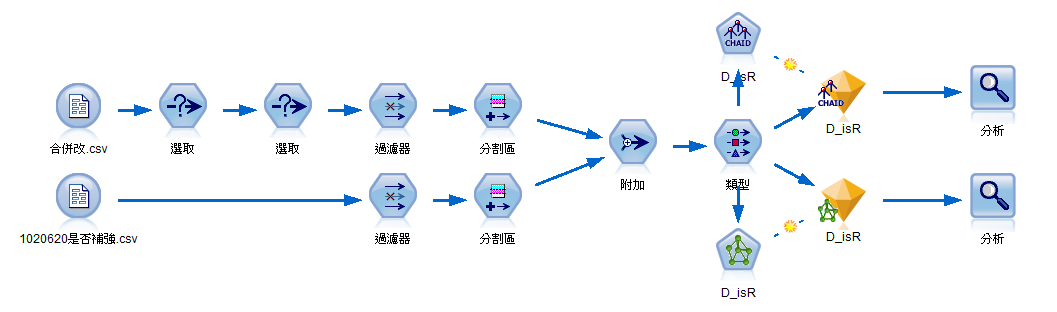 CHAID
D_isR
CHAID
D_isR
合併改.csv
選取
選取
過濾器
分割區
分析
附加
類型
1020620是否補強.csv
過濾器
分割區
D_isR
分析
D_isR